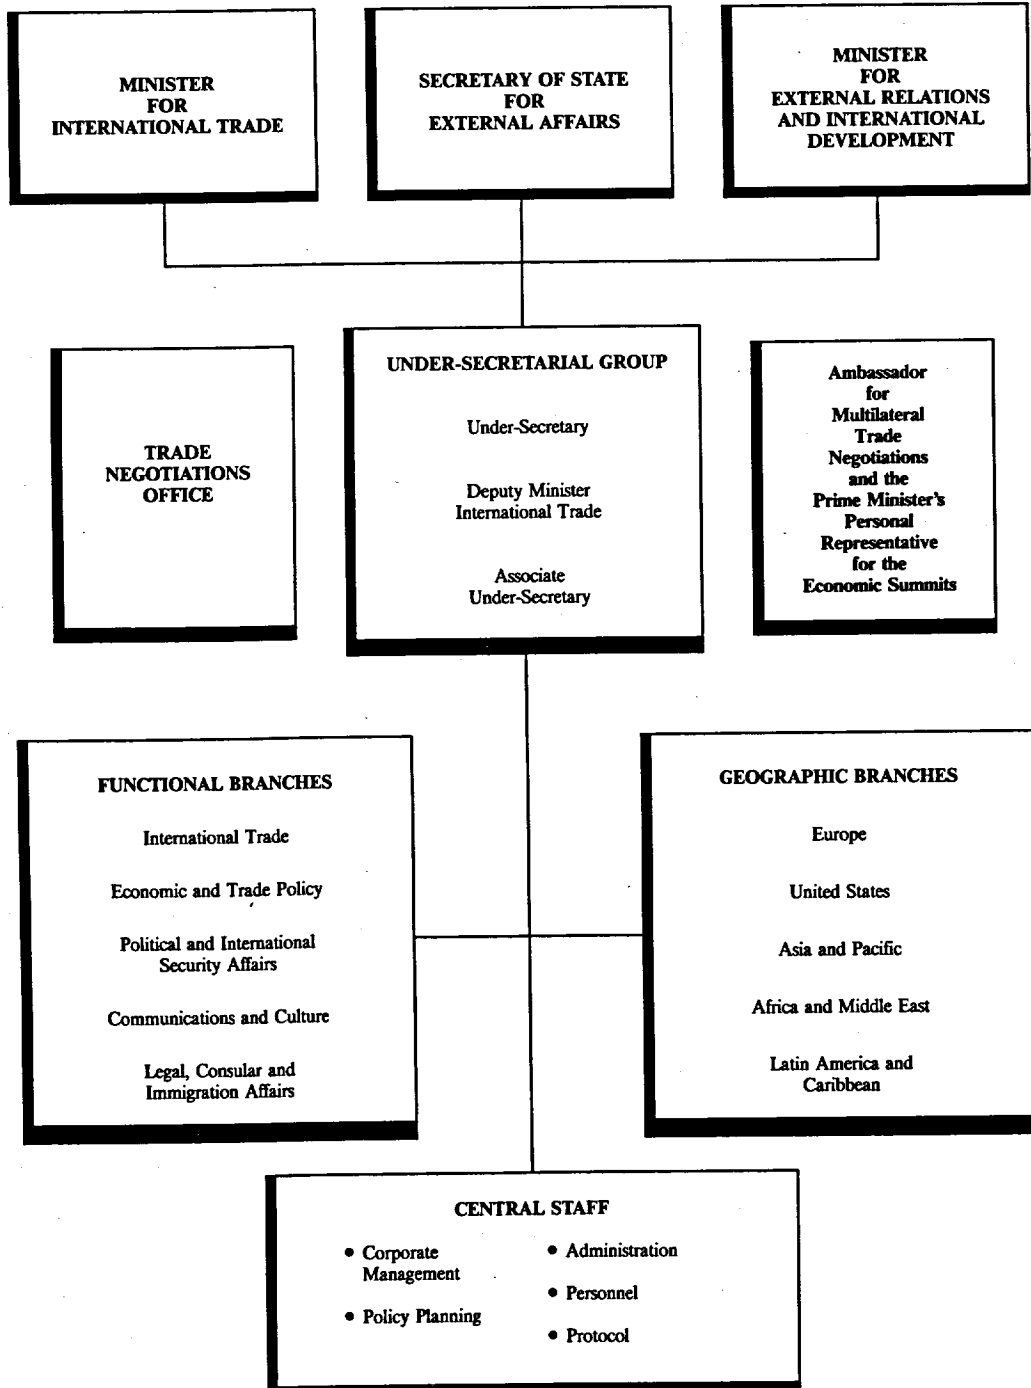 MINISTER
FOR
INTERNATIONAL TRADE
SECRETARY OF STATE
FOR
EXTERNAL AFFAIRS
MINISTER
FOR
EXTERNAL RELATIONS
AND INTERNATIONAL
DEVELOPMENT
TRADE
NEGOTIATIONS
OFFICE
UNDER-SECRETARIAL GROUP
Under-Secretary
Deputy Minister
International Trade
Associate
Under-Secretary
Ambassador
for
Multilateral
Trade
Negotiations
and the
Prime Minister's
Personal
Representative
for the
Economic Summits
FUNCTIONAL BRANCHES
International Trade
Economic and Trade Policy
Political and International
Security Affairs
Communications and Culture
Legal, Consular and
Immigration Affairs
GEOGRAPHIC BRANCHES
Europe
United States
Asia and Pacific
Africa and Middle East
Latin America and
Caribbean
CENTRAL STAFF
• Corporate
Management
• Policy Planning
• Administration
• Personnel
• Protocol